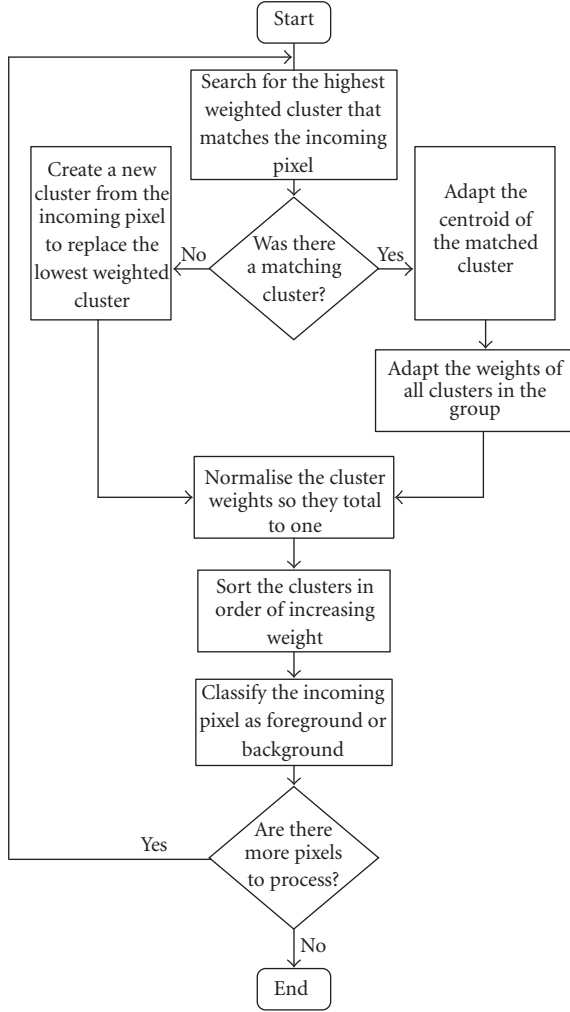 Start
Search for the highest
weighted cluster that
matches the incoming
pixel
Create a new
cluster from the
incoming pixel
to replace the
lowest weighted
cluster
No
Was there
a matching
cluster?
Yes
Adapt the
centroid of
the matched
cluster
Adapt the weights of
all clusters in the
group
Normalise the cluster
weights so they total
to one
Sort the clusters in
order of increasing
weight
Classify the incoming
pixel as foreground or
background
Yes
Are there
more pixels
to process?
No
End